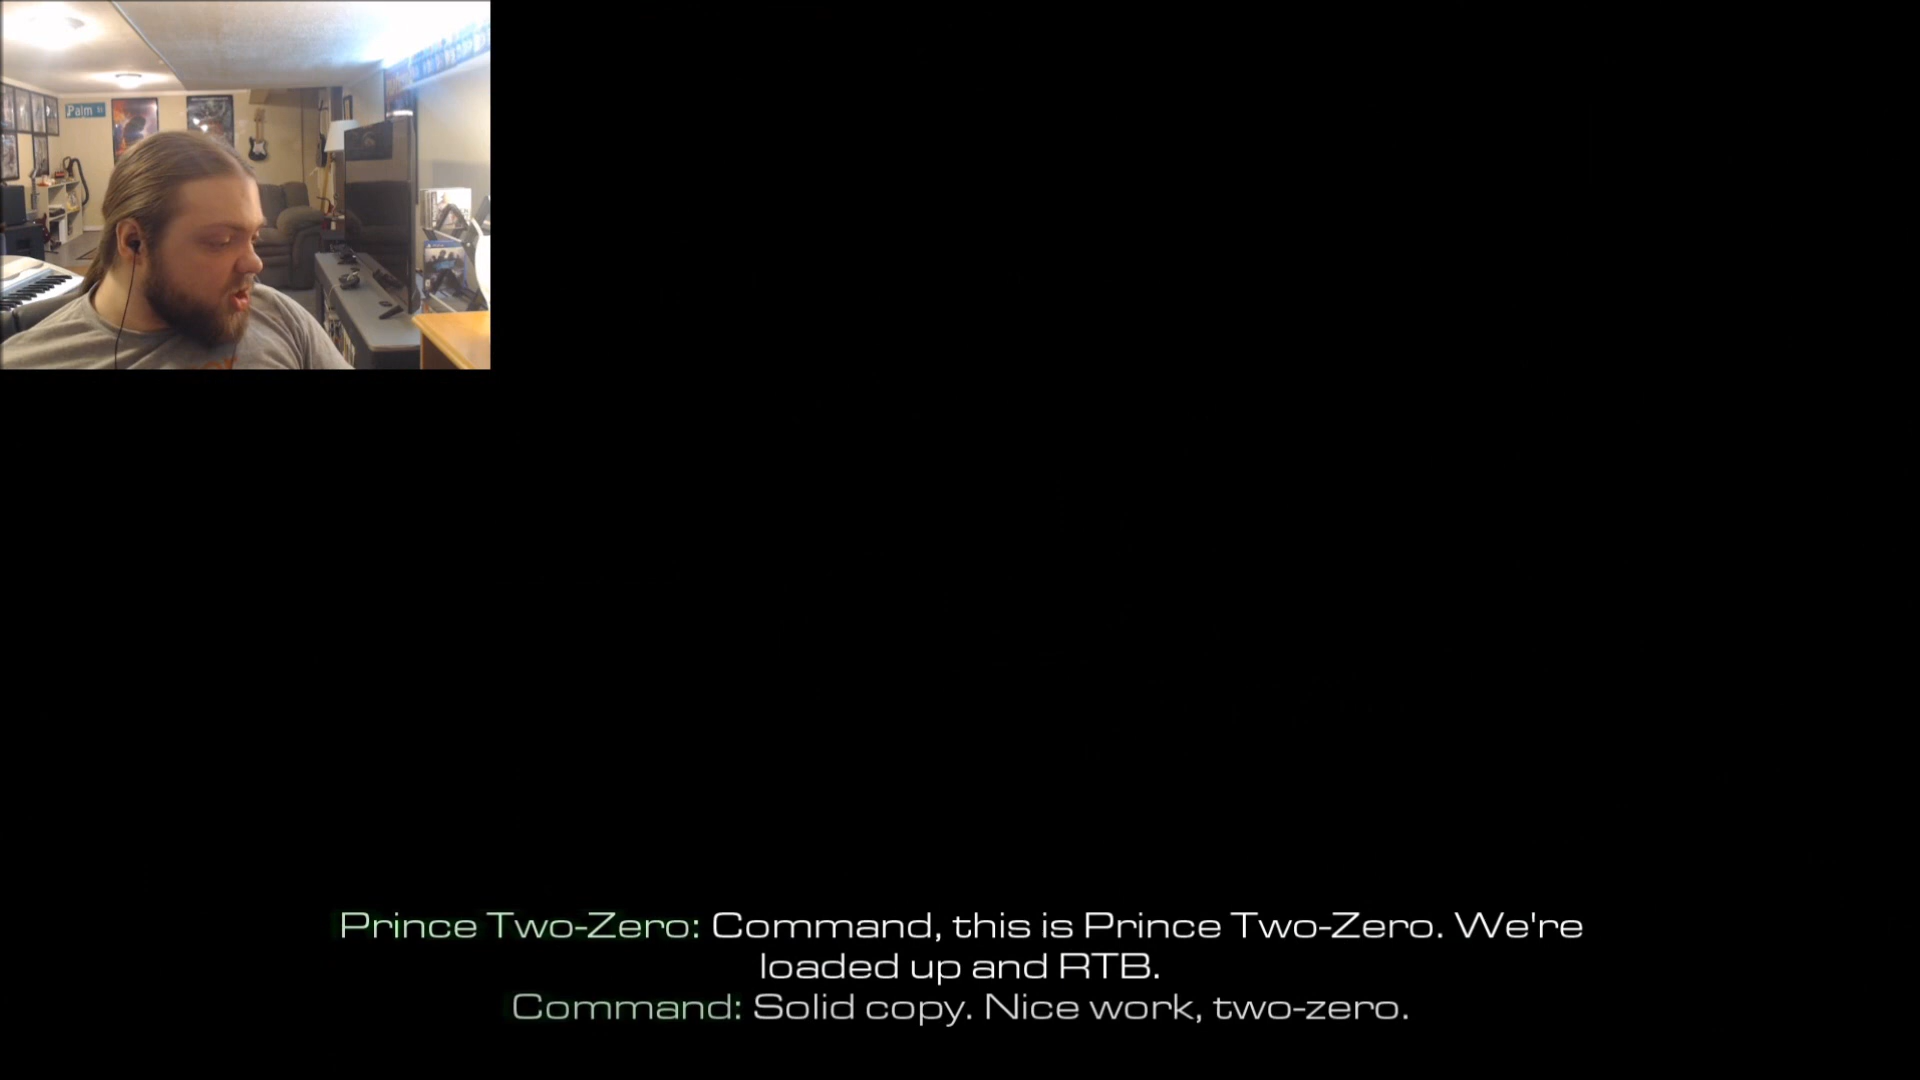 Palm
Prince Two-Zero: Command, this is Prince Two-Zero. We're
loaded up and RTB.
Command: Solid copy. Nice work, two-zero.